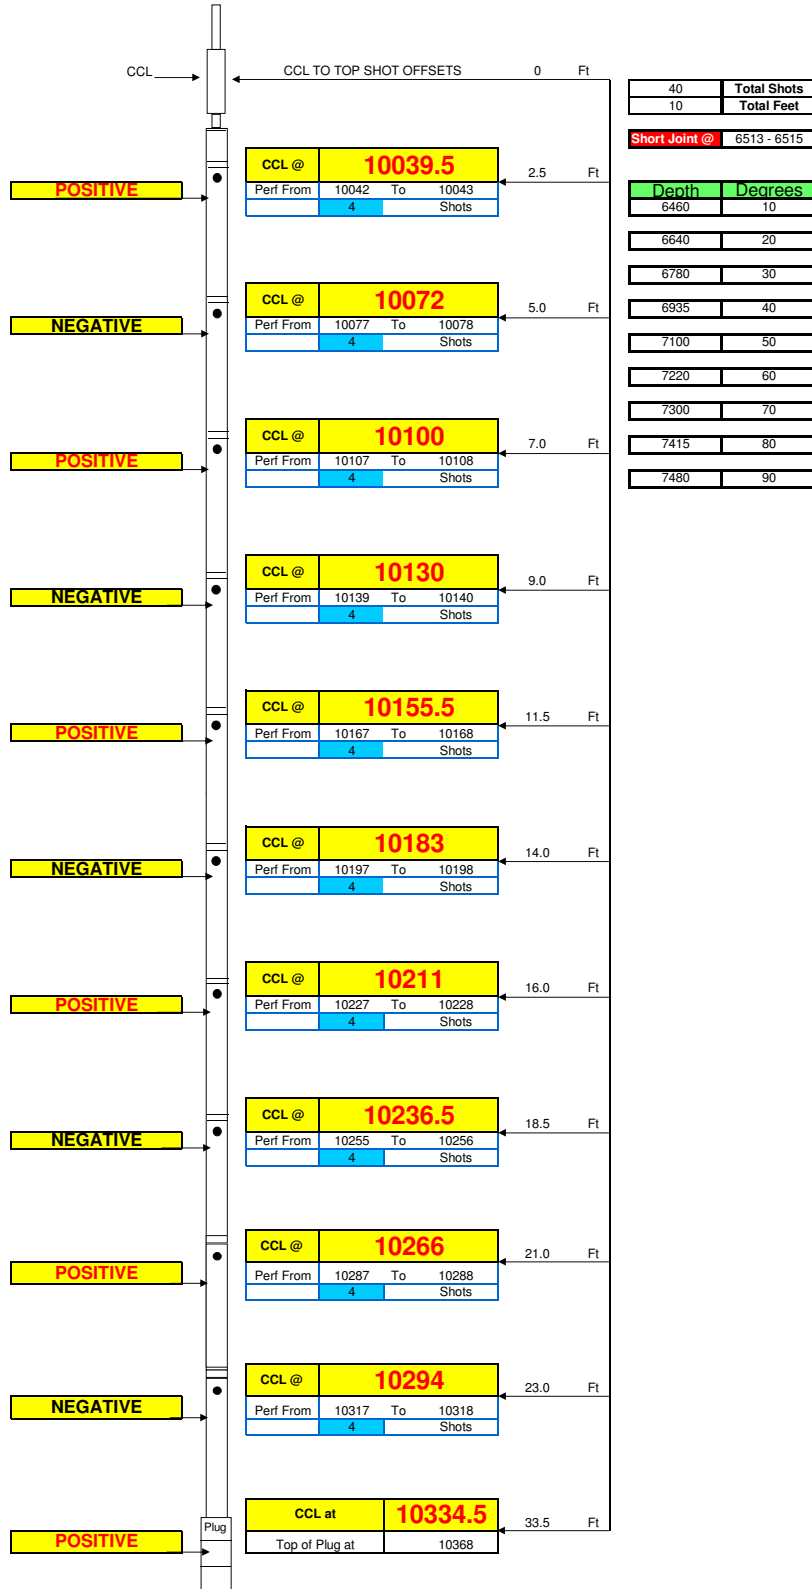 CCL
CCL TO TOP SHOT OFFSETS 0 Ft
40 Total Shots
10 Total Feet
Short Joint @ 6513 - 6515
Depth Degrees
6460 10
6640 20
6780 30
6935 40
7100 50
7220 60
7300 70
7415 80
7480 90
CCL @ 10039.5
2.5 Ft
POSITIVE
Perf From 10042 To 10043
4 Shots
CCL @ 10072
5.0 Ft
NEGATIVE
Perf From 10077 To 10078
4 Shots
CCL @ 10100
7.0 Ft
POSITIVE
Perf From 10107 To 10108
4 Shots
CCL @ 10130
9.0 Ft
NEGATIVE
Perf From 10139 To 10140
4 Shots
CCL @ 10155.5
11.5 Ft
POSITIVE
Perf From 10167 To 10168
4 Shots
CCL @ 10183
14.0 Ft
NEGATIVE
Perf From 10197 To 10198
4 Shots
CCL @ 10211
16.0 Ft
POSITIVE
Perf From 10227 To 10228
4 Shots
CCL @ 10236.5
18.5 Ft
NEGATIVE
Perf From 10255 To 10256
4 Shots
CCL @ 10266
21.0 Ft
POSITIVE
Perf From 10287 To 10288
4 Shots
CCL @ 10294
23.0 Ft
NEGATIVE
Perf From 10317 To 10318
4 Shots
CCL at 10334.5
33.5 Ft
Plug
POSITIVE
Top of Plug at 10368